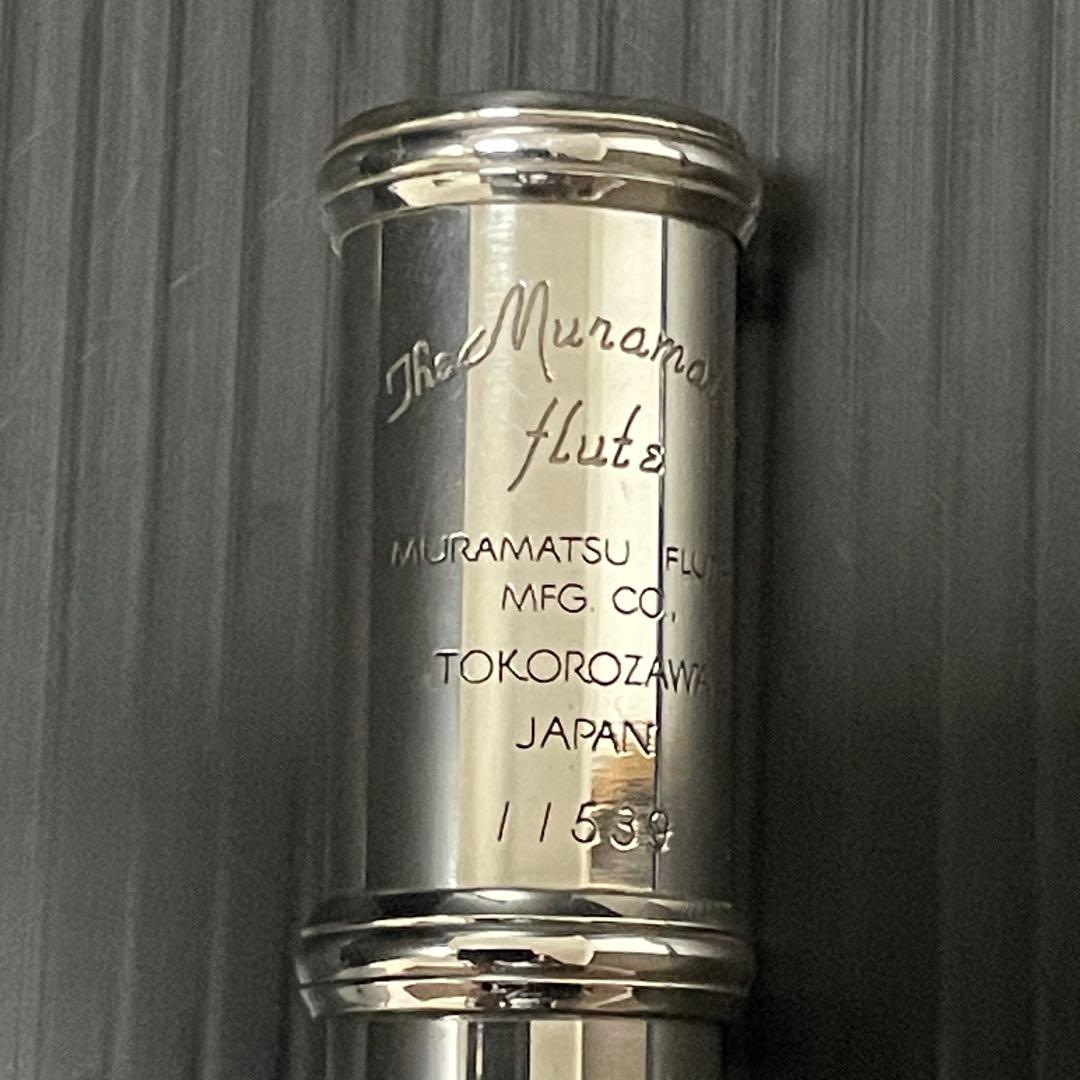 The Muramatsu
flute
MURAMATSU FLUTE
MFG. CO.,
TOKOROZAWA
JAPAN
11539